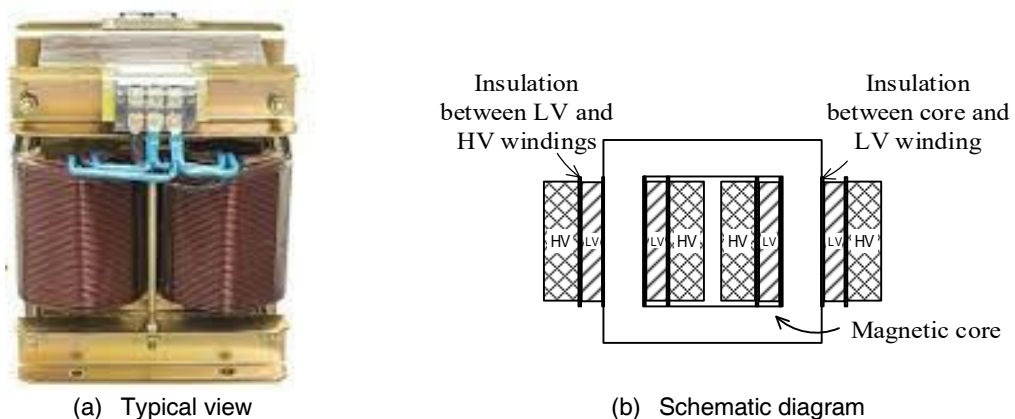 Insulation
between LV and
HV windings
Insulation
between core and
LV winding
HV
LV
LV
HV
HV
LV
LV
HV
Magnetic core
(a) Typical view
(b) Schematic diagram